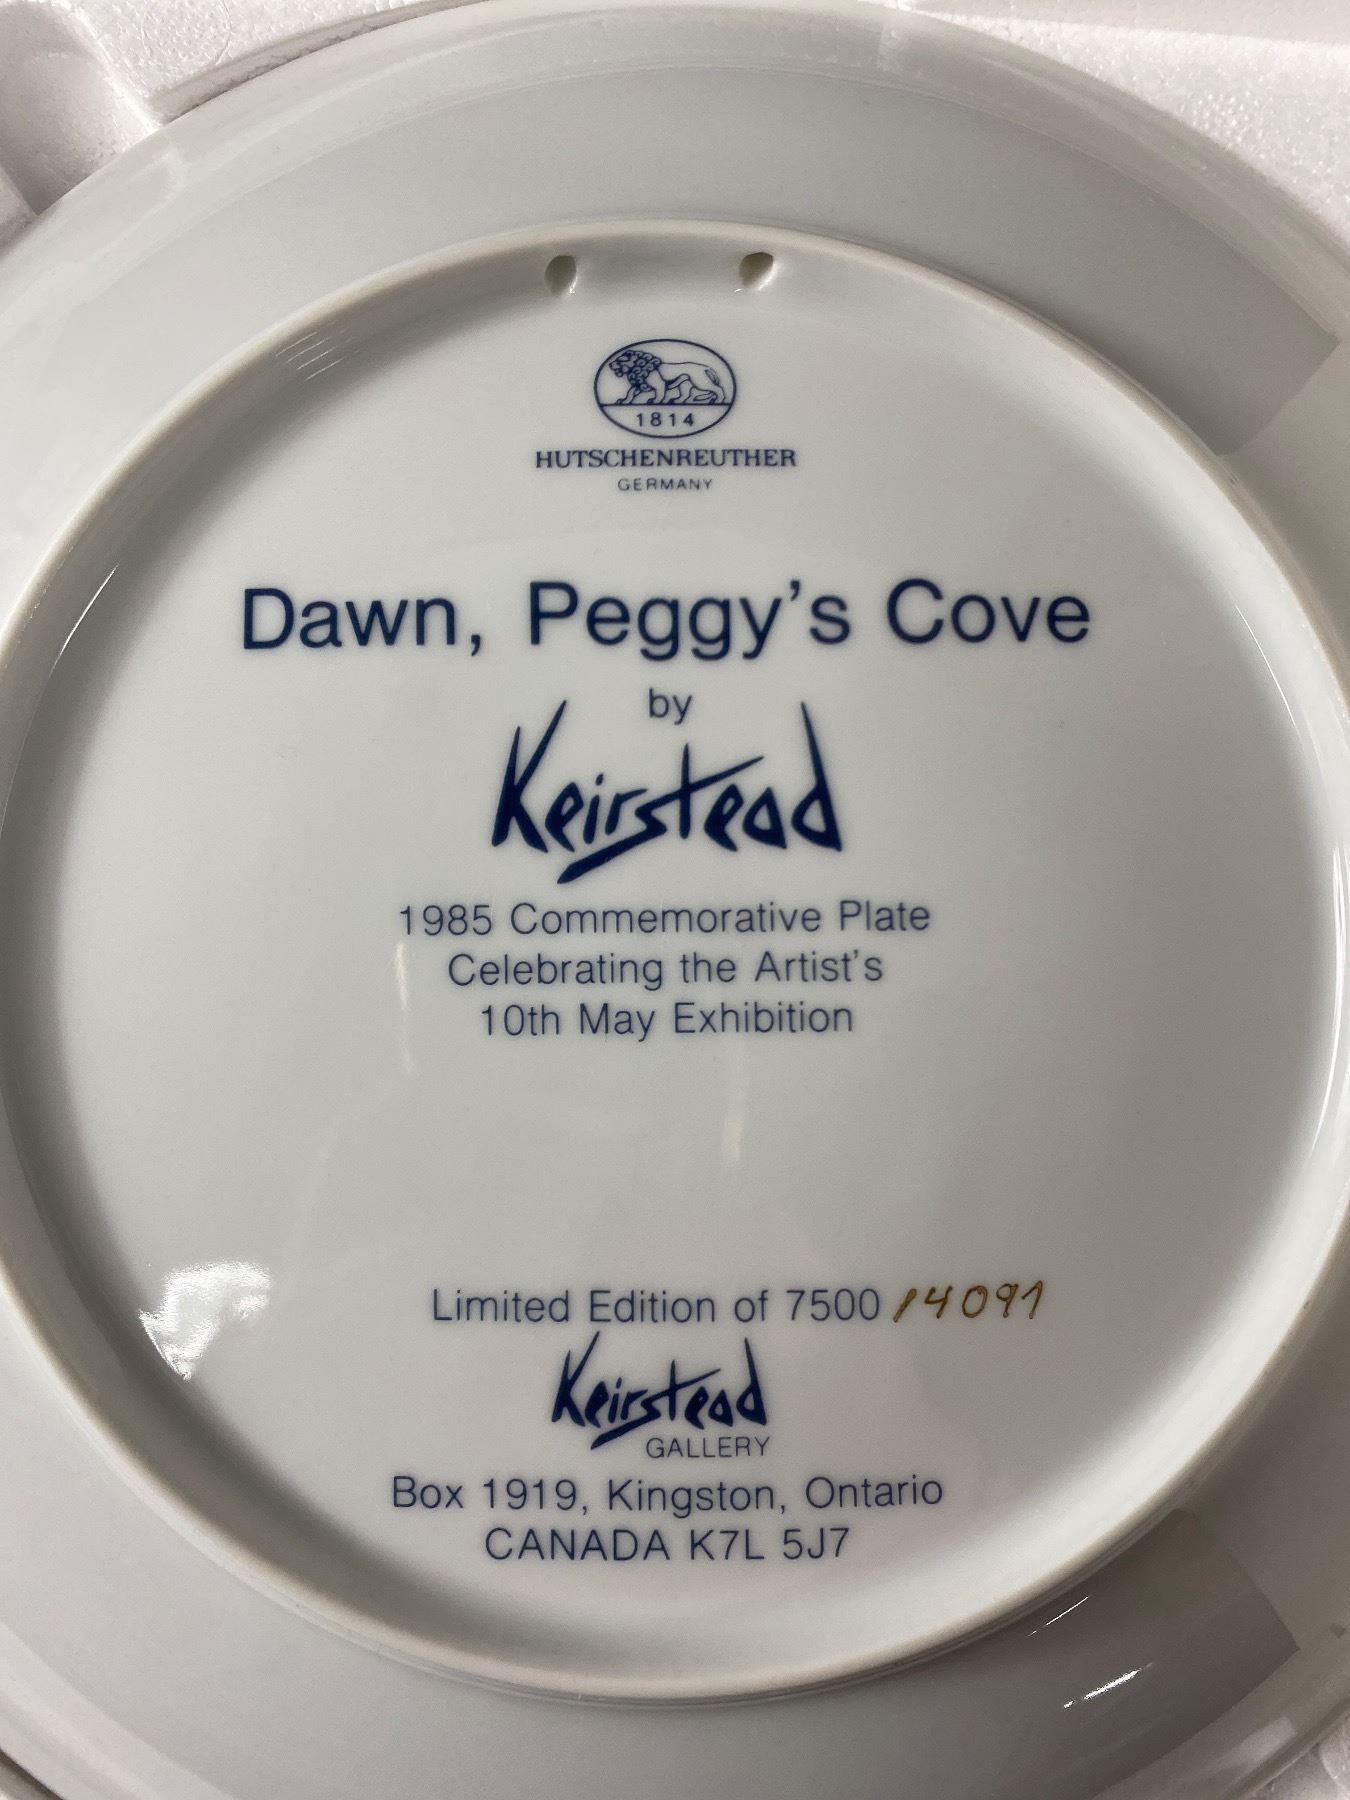 1814
HUTSCHENREUTHER
GERMANY
Dawn, Peggy's Cove
by
Keirstead
1985 Commemorative Plate
Celebrating the Artist's
10th May Exhibition
Limited Edition of 7500 /4091
Keirstead
GALLERY
Box 1919, Kingston, Ontario
CANADA K7L 5J7